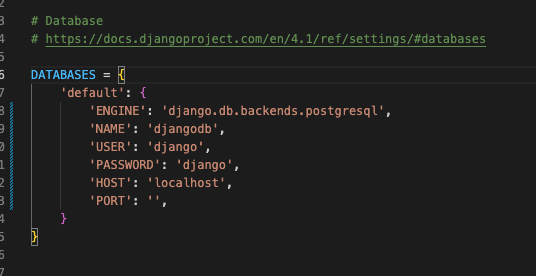 2
3 # Database
4 # https://docs.djangoproject.com/en/4.1/ref/settings/#databases
5
6 DATABASES = {
7 'default': {
8 'ENGINE': 'django.db.backends.postgresql',
9 'NAME': 'djangodb',
0 'USER': 'django',
1 'PASSWORD': 'django',
2 'HOST': 'localhost',
3 'PORT': '',
4 }
5 }
6
7